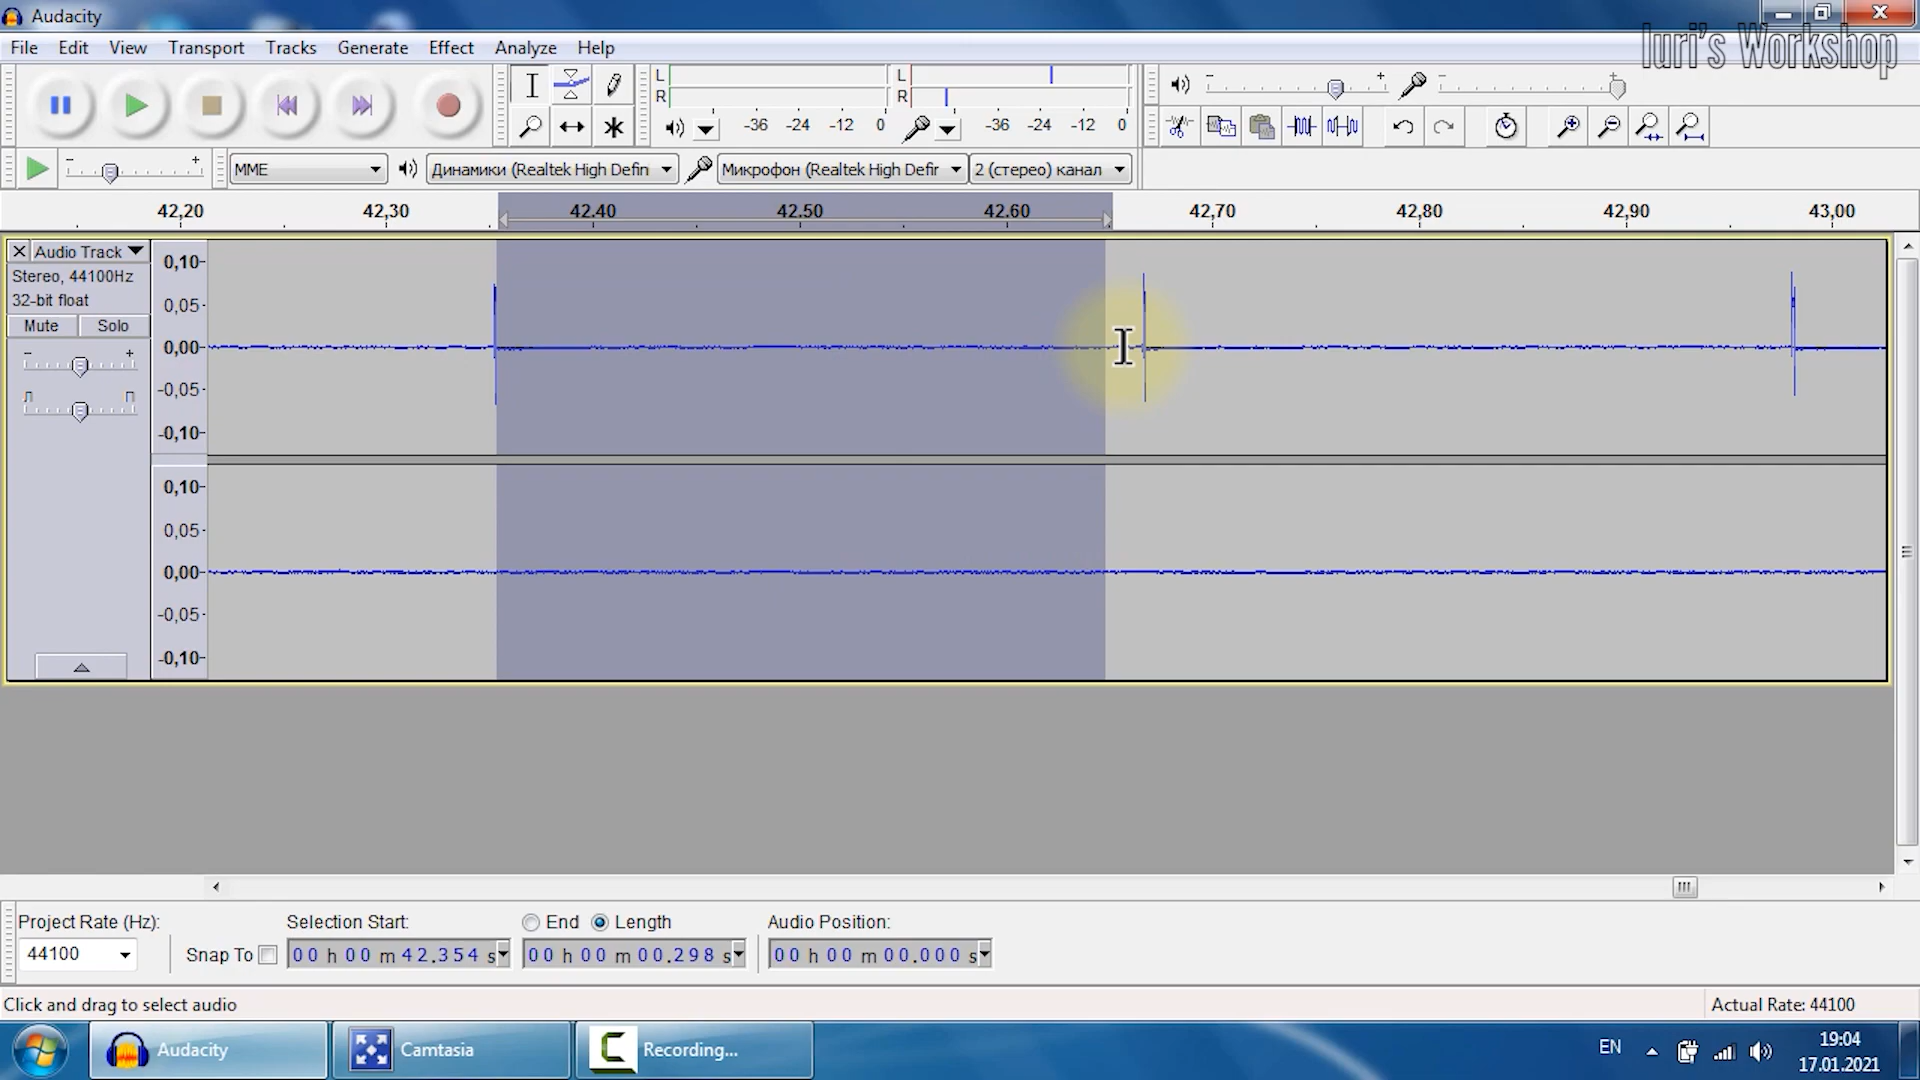 Audacity
Iuri's Workshop
File Edit View Transport Tracks Generate Effect Analyze Help
L
R
-36 -24 -12 0
L
R
-36 -24 -12 0
MME
Динамики (Realtek High Defin
Микрофон (Realtek High Defir
2 (стерео) канал
42,20 42,30 42,40 42,50 42,60 42,70 42,80 42,90 43,00
Audio Track
Stereo, 44100Hz
32-bit float
Mute Solo
0,10
0,05
0,00
-0,05
-0,10
0,10
0,05
0,00
-0,05
-0,10
Project Rate (Hz):
44100
Snap To
Selection Start:
00 h 00 m 42.354 s
End Length
00 h 00 m 00.298 s
Audio Position:
00 h 00 m 00.000 s
Click and drag to select audio
Actual Rate: 44100
Audacity
Camtasia
Recording...
EN
19:04
17.01.2021